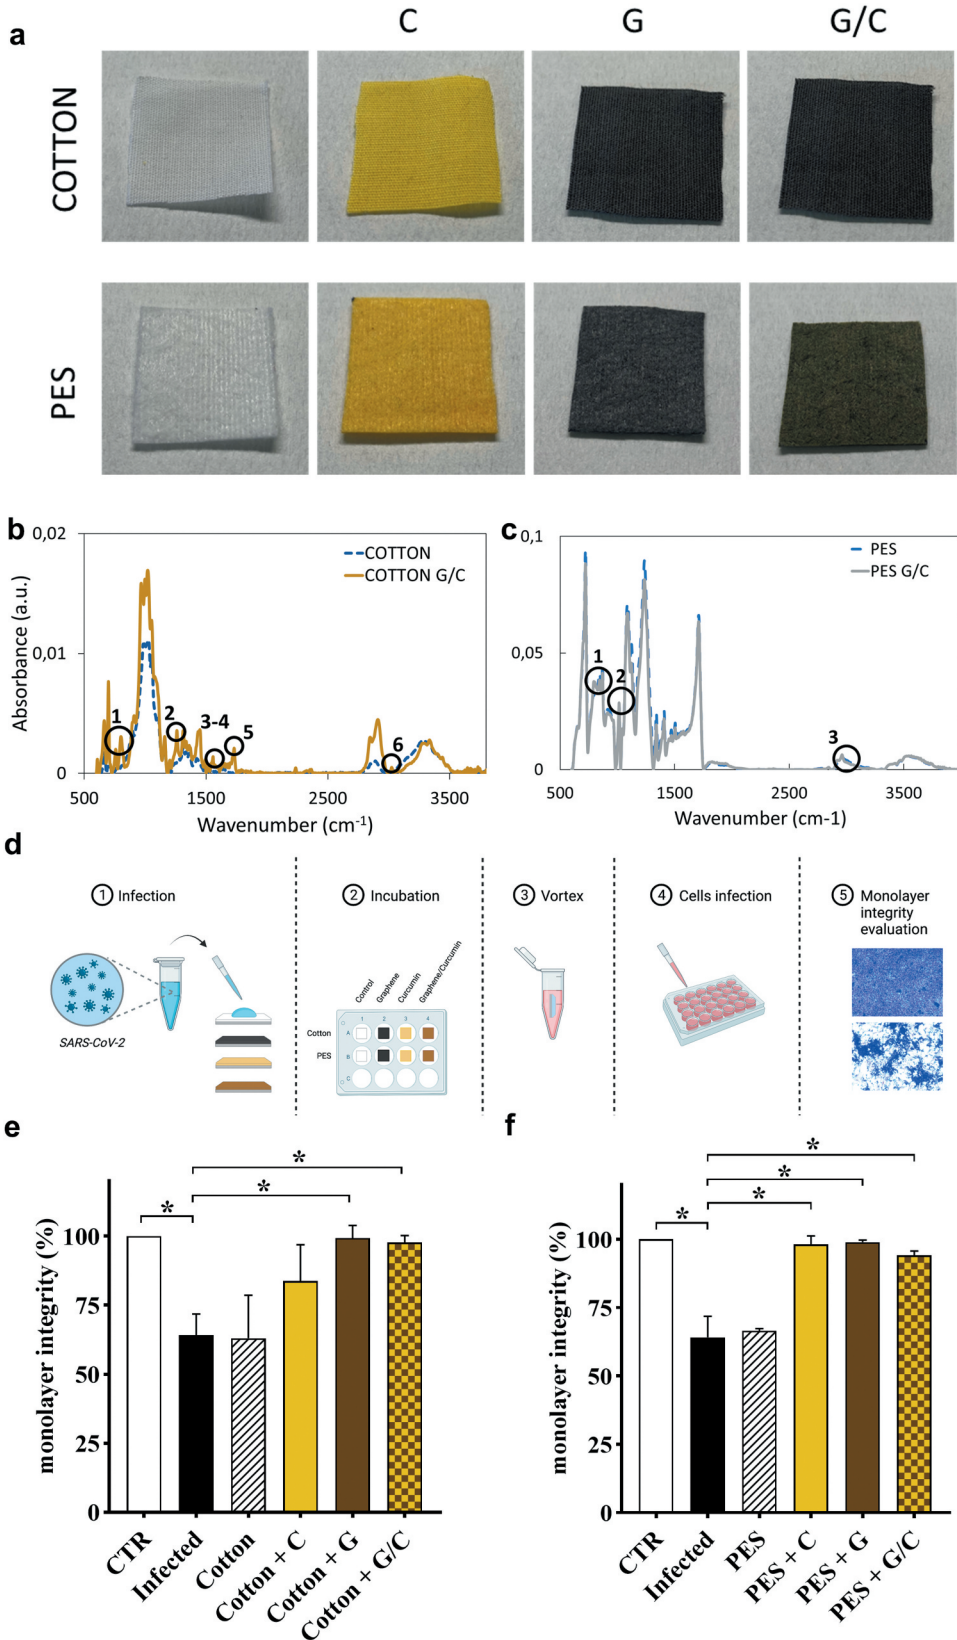 a
C
G
G/C
COTTON
PES
b
0,02
0,01
0
Absorbance (a.u.)
COTTON
COTTON G/C
1
2
3-4
5
6
500
1500
2500
3500
Wavenumber (cm⁻¹)
c
0,1
0,05
0
PES
PES G/C
1
2
3
500
1500
2500
3500
Wavenumber (cm-1)
d
1 Infection
SARS-CoV-2
2 Incubation
Control
Graphene
Curcumin
Graphene/Curcumin
1 2 3 4
Cotton A
PES B
C
3 Vortex
4 Cells infection
5 Monolayer
integrity
evaluation
e
monolayer integrity (%)
100
75
50
25
0
*
*
*
CTR
Infected
Cotton
Cotton + C
Cotton + G
Cotton + G/C
f
monolayer integrity (%)
100
75
50
25
0
*
*
*
*
CTR
Infected
PES
PES + C
PES + G
PES + G/C